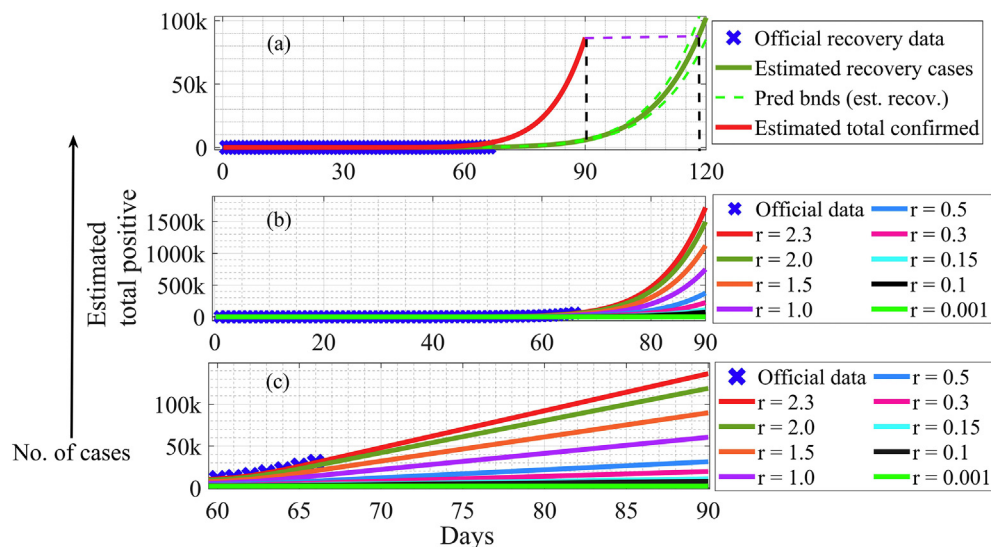 100k
50k
0
(a)
0 30 60 90 120
Official recovery data
Estimated recovery cases
Pred bnds (est. recov.)
Estimated total confirmed
Estimated
total positive
No. of cases
1500k
1000k
500k
0
(b)
0 20 40 60 80 90
Official data
r = 2.3
r = 2.0
r = 1.5
r = 1.0
r = 0.5
r = 0.3
r = 0.15
r = 0.1
r = 0.001
100k
50k
0
(c)
60 65 70 75 80 85 90
Days
Official data
r = 2.3
r = 2.0
r = 1.5
r = 1.0
r = 0.5
r = 0.3
r = 0.15
r = 0.1
r = 0.001